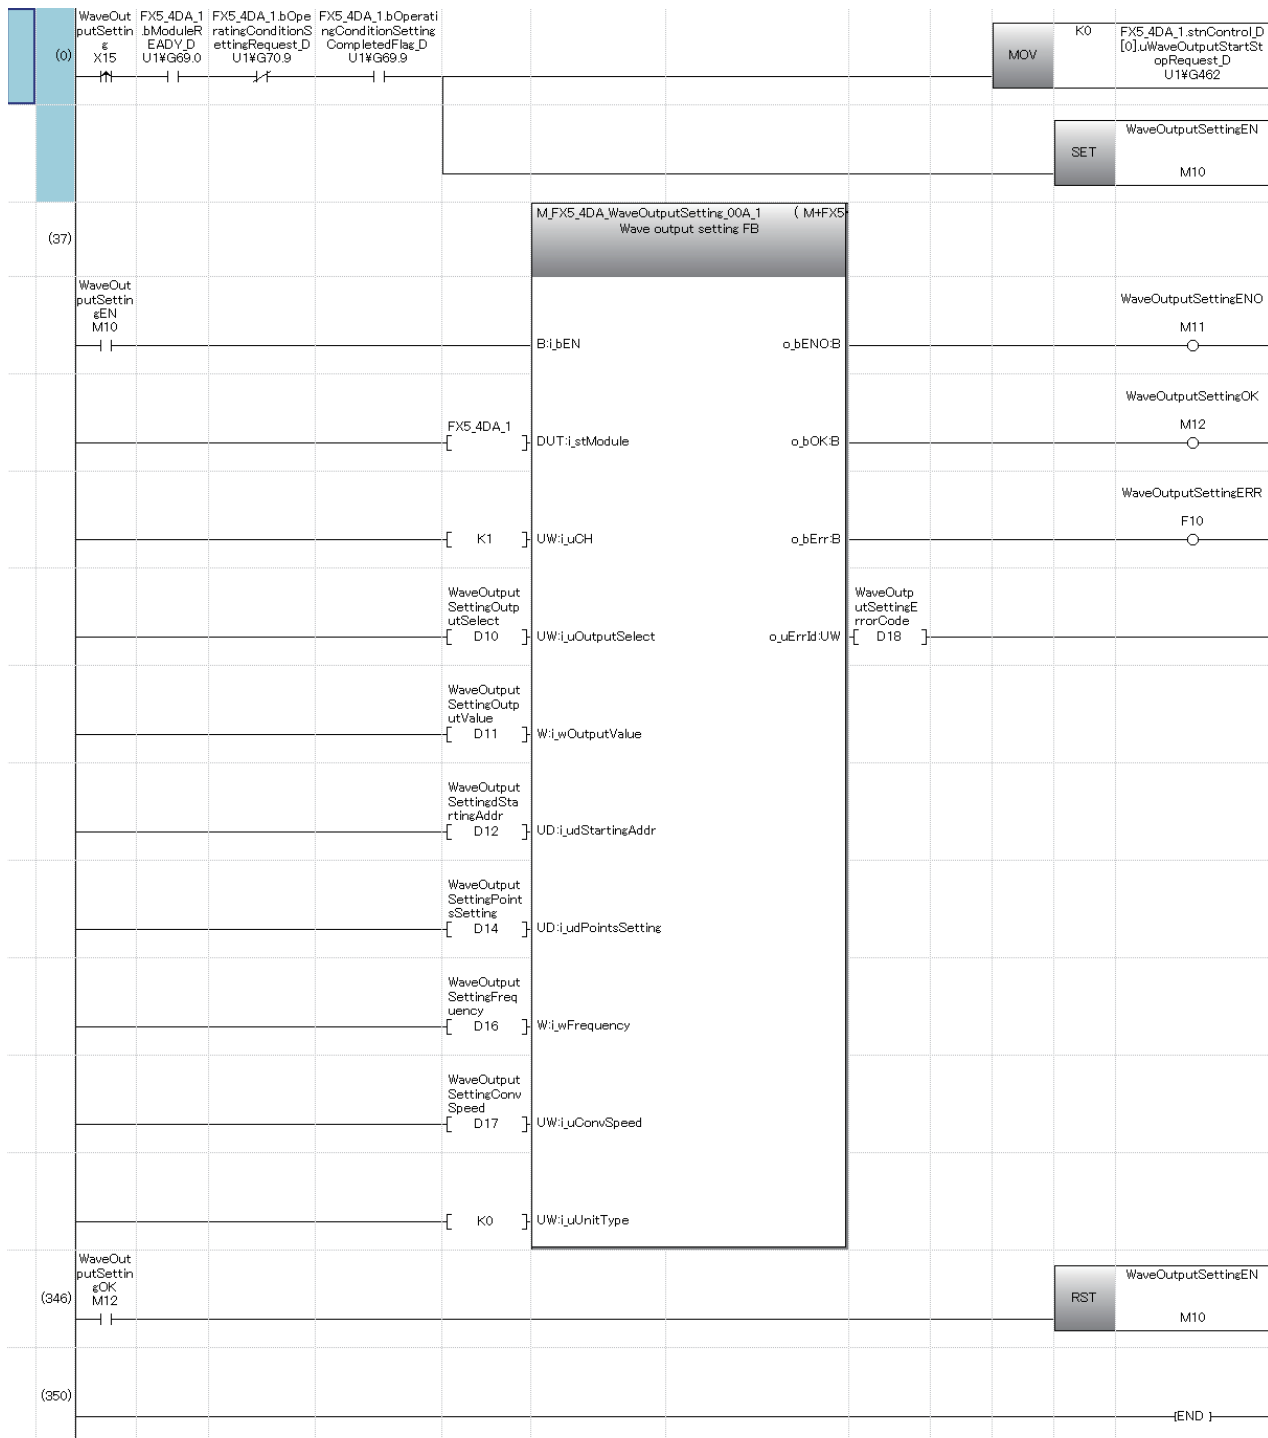 WaveOut
putSettin
g
X15
FX5_4DA_1
.bModuleR
EADY_D
U1¥G69.0
FX5_4DA_1.bOpe
ratingConditionS
ettingRequest_D
U1¥G70.9
FX5_4DA_1.bOperati
ngConditionSetting
CompletedFlag_D
U1¥G69.9
(0)
MOV
K0
FX5_4DA_1.stnControl_D
[0].uWaveOutputStartSt
opRequest_D
U1¥G462
SET
WaveOutputSettingEN
M10
(37)
M_FX5_4DA_WaveOutputSetting_00A_1 ( M+FX5
Wave output setting FB
WaveOut
putSettin
gEN
M10
B:i_bEN
o_bENO:B
WaveOutputSettingENO
M11
FX5_4DA_1
DUT:i_stModule
o_bOK:B
WaveOutputSettingOK
M12
K1
UW:i_uCH
o_bErr:B
WaveOutputSettingERR
F10
WaveOutput
SettingOutp
utSelect
D10
UW:i_uOutputSelect
o_uErrId:UW
WaveOutp
utSettingE
rrorCode
D18
WaveOutput
SettingOutp
utValue
D11
W:i_wOutputValue
WaveOutput
SettingdSta
rtingAddr
D12
UD:i_udStartingAddr
WaveOutput
SettingPoint
sSetting
D14
UD:i_udPointsSetting
WaveOutput
SettingFreq
uency
D16
W:i_wFrequency
WaveOutput
SettingConv
Speed
D17
UW:i_uConvSpeed
K0
UW:i_uUnitType
WaveOut
putSettin
gOK
M12
(346)
RST
WaveOutputSettingEN
M10
(350)
[END ]